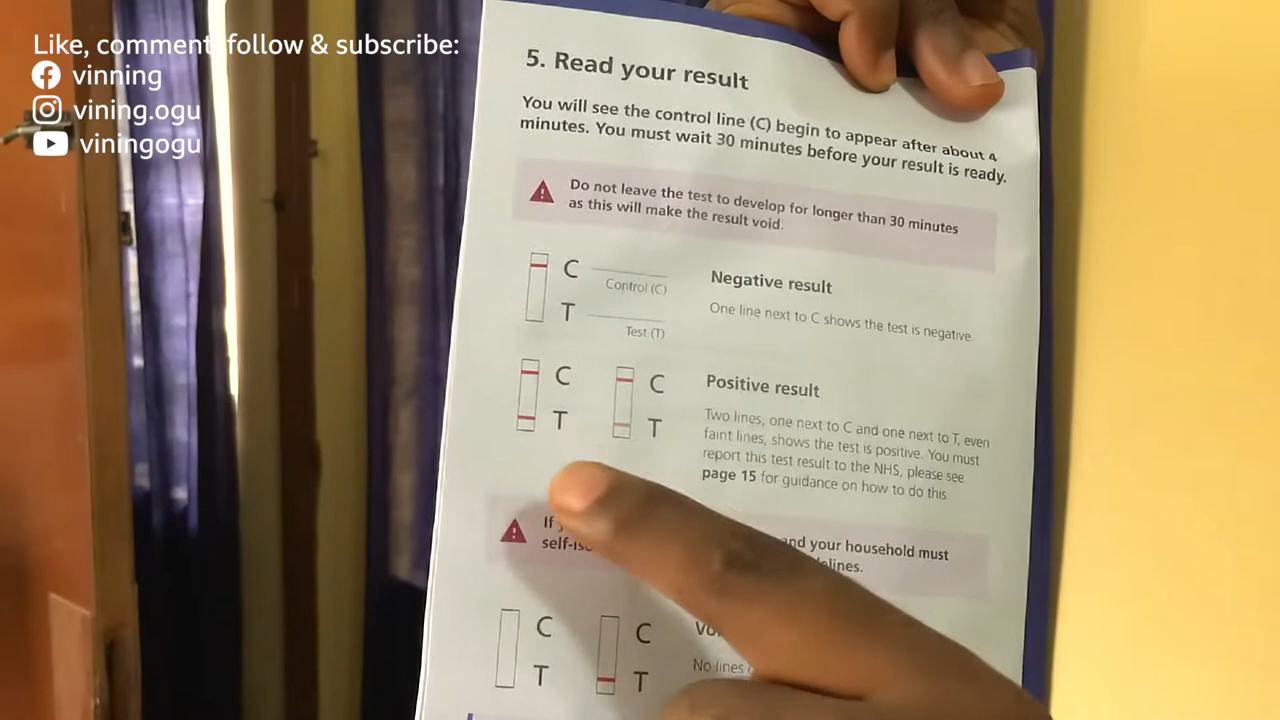 Like, comment, follow & subscribe:
vinning
vining.ogu
viningogu
5. Read your result
You will see the control line (C) begin to appear after about 4
minutes. You must wait 30 minutes before your result is ready.
Do not leave the test to develop for longer than 30 minutes
as this will make the result void.
C
Control (C)
T
Test (T)
Negative result
One line next to C shows the test is negative.
C
T
C
T
Positive result
Two lines, one next to C and one next to T, even
faint lines, shows the test is positive. You must
report this test result to the NHS, please see
page 15 for guidance on how to do this.
If
and your household must
C
T
C
T
No lines